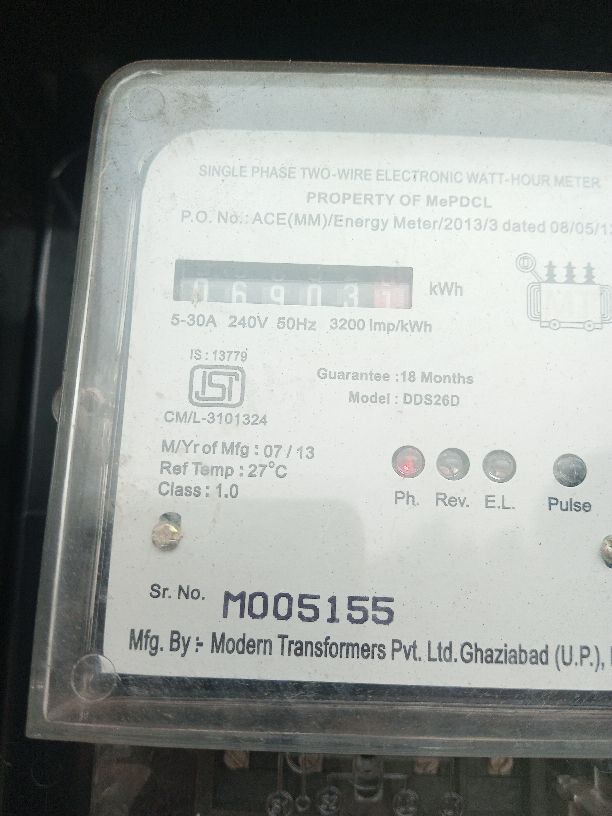 SINGLE PHASE TWO-WIRE ELECTRONIC WATT-HOUR METER
PROPERTY OF MePDCL
P.O. No.: ACE(MM)/Energy Meter/2013/3 dated 08/05/13
06903 kWh
5-30A 240V 50Hz 3200 Imp/kWh
IS : 13779
ISI
CM/L-3101324
Guarantee :18 Months
Model : DDS26D
M/Yr of Mfg : 07 / 13
Ref Temp : 27°C
Class : 1.0
Ph. Rev. E.L. Pulse
Sr. No. M005155
Mfg. By :- Modern Transformers Pvt. Ltd.Ghaziabad (U.P.),